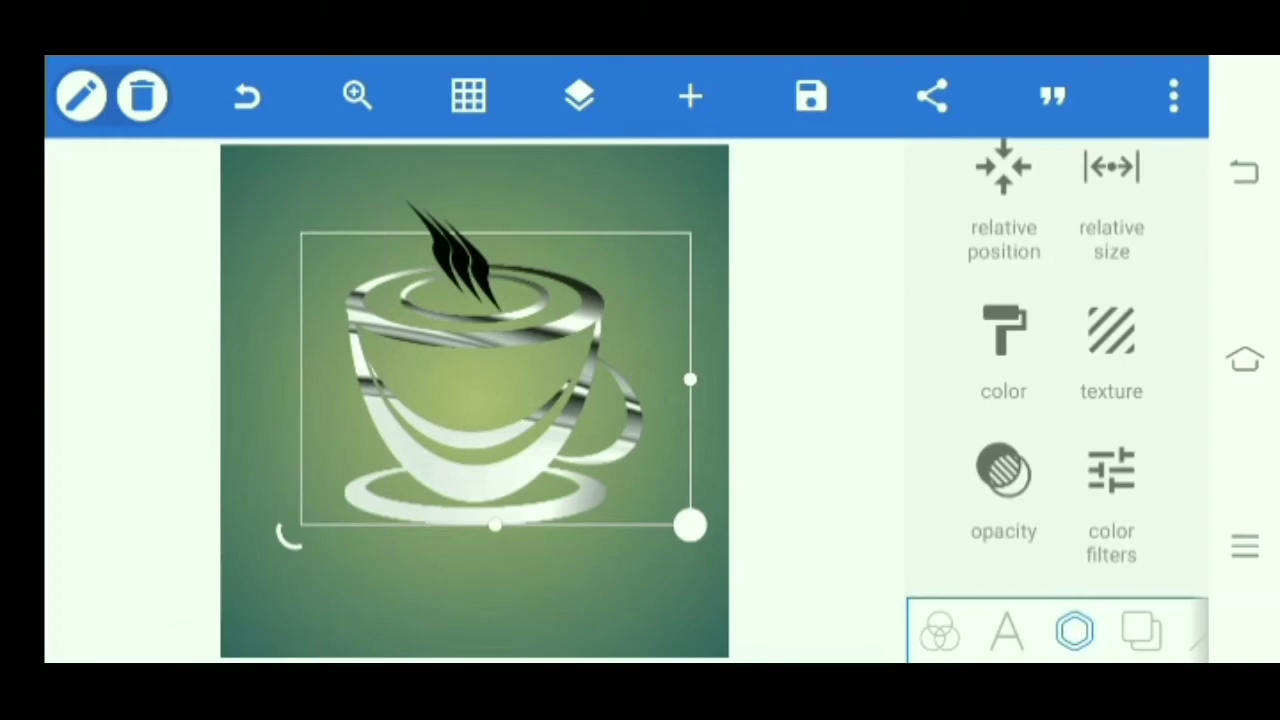 relative
position
relative
size
color
texture
opacity
color
filters